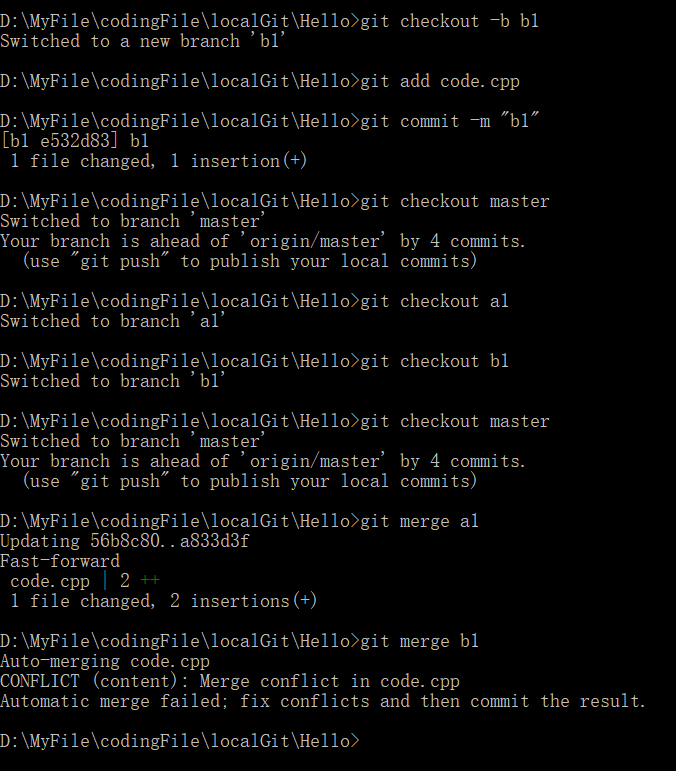 D:\MyFile\codingFile\localGit\Hello>git checkout -b b1
Switched to a new branch 'b1'
D:\MyFile\codingFile\localGit\Hello>git add code.cpp
D:\MyFile\codingFile\localGit\Hello>git commit -m "b1"
[b1 e532d83] b1
 1 file changed, 1 insertion(+)
D:\MyFile\codingFile\localGit\Hello>git checkout master
Switched to branch 'master'
Your branch is ahead of 'origin/master' by 4 commits.
  (use "git push" to publish your local commits)
D:\MyFile\codingFile\localGit\Hello>git checkout a1
Switched to branch 'a1'
D:\MyFile\codingFile\localGit\Hello>git checkout b1
Switched to branch 'b1'
D:\MyFile\codingFile\localGit\Hello>git checkout master
Switched to branch 'master'
Your branch is ahead of 'origin/master' by 4 commits.
  (use "git push" to publish your local commits)
D:\MyFile\codingFile\localGit\Hello>git merge a1
Updating 56b8c80..a833d3f
Fast-forward
 code.cpp | 2 ++
 1 file changed, 2 insertions(+)
D:\MyFile\codingFile\localGit\Hello>git merge b1
Auto-merging code.cpp
CONFLICT (content): Merge conflict in code.cpp
Automatic merge failed; fix conflicts and then commit the result.
D:\MyFile\codingFile\localGit\Hello>